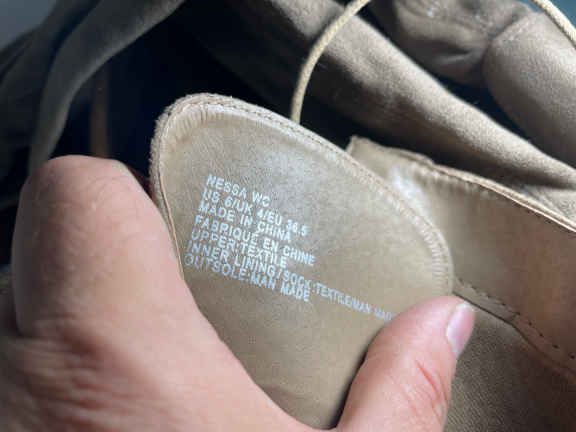 NESSA WC
US 6/UK 4/EU 36.5
MADE IN CHINA
FABRIQUE EN CHINE
UPPER:TEXTILE
INNER LINING/SOCK:TEXTILE/MAN MADE
OUTSOLE:MAN MADE